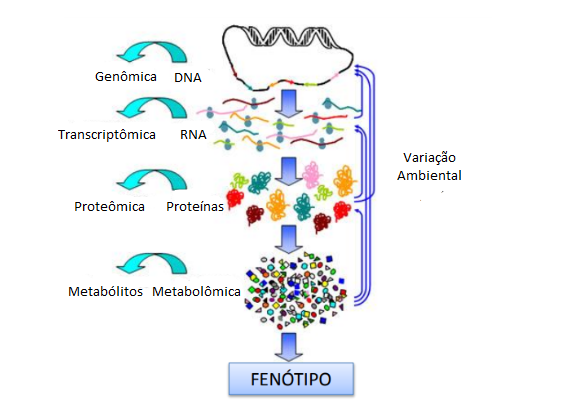 Genômica DNA
Transcriptômica RNA
Variação
Ambiental
Proteômica Proteínas
Metabólitos Metabolômica
FENÓTIPO